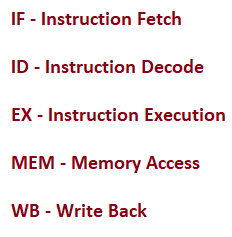 IF - Instruction Fetch
ID - Instruction Decode
EX - Instruction Execution
MEM - Memory Access
WB - Write Back